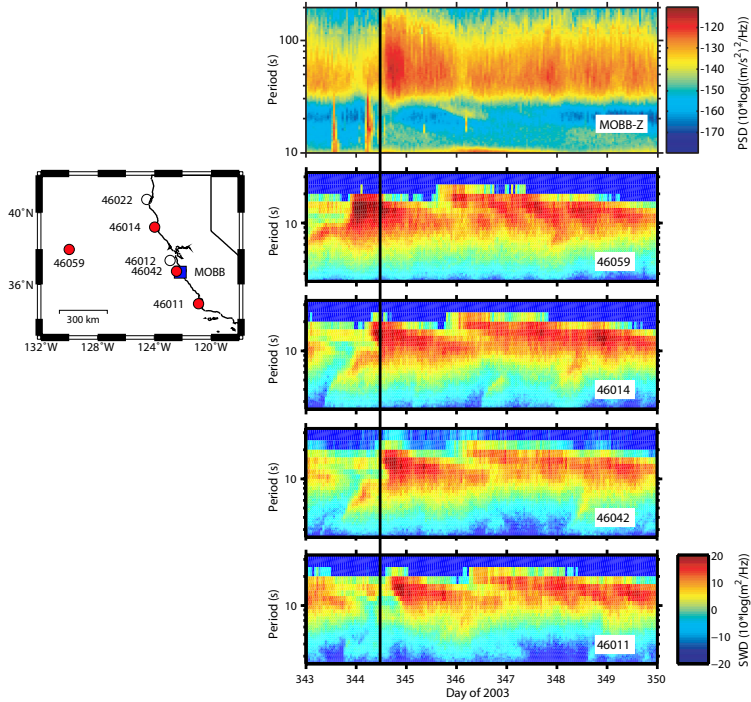 Period (s)
100
10
MOBB-Z
-120
-130
-140
-150
-160
-170
PSD (10*log((m/s²)²/Hz))
40°N
36°N
132°W
128°W
124°W
120°W
46022
46014
46059
46012
46042
MOBB
46011
300 km
Period (s)
10
46059
Period (s)
10
46014
Period (s)
10
46042
Period (s)
10
46011
343
344
345
346
347
348
349
350
Day of 2003
20
10
0
-10
-20
SWD (10*log(m²/Hz))